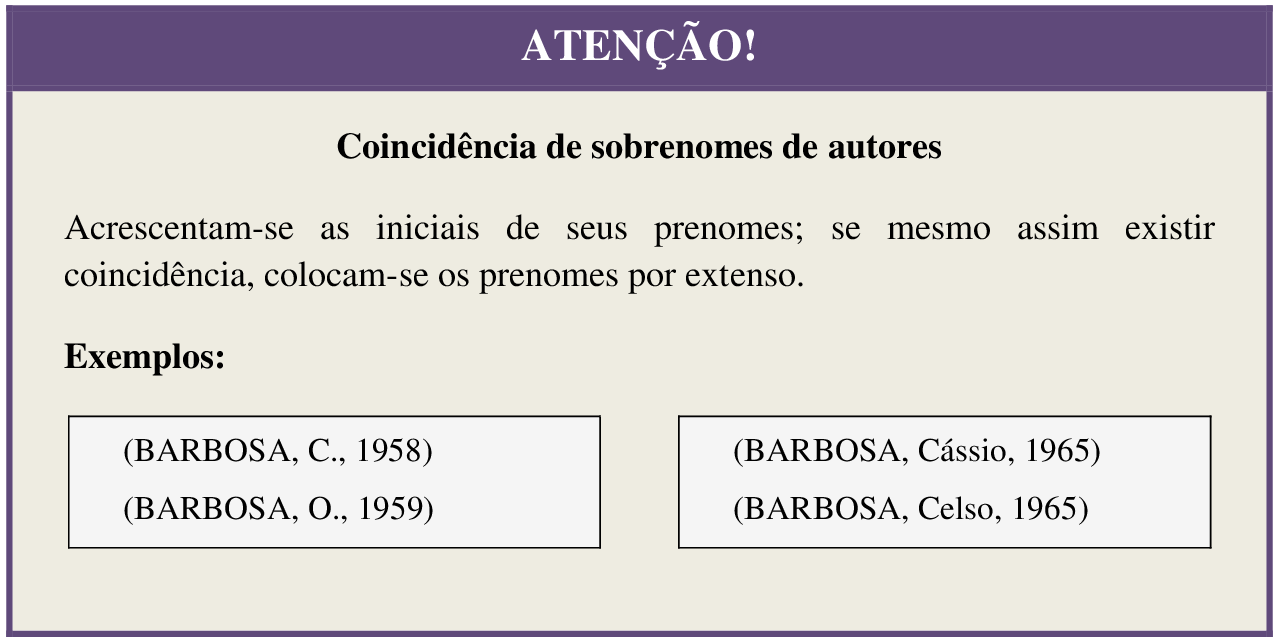 ATENÇÃO!
Coincidência de sobrenomes de autores
Acrescentam-se as iniciais de seus prenomes; se mesmo assim existir
coincidência, colocam-se os prenomes por extenso.
Exemplos:
(BARBOSA, C., 1958)
(BARBOSA, O., 1959)
(BARBOSA, Cássio, 1965)
(BARBOSA, Celso, 1965)